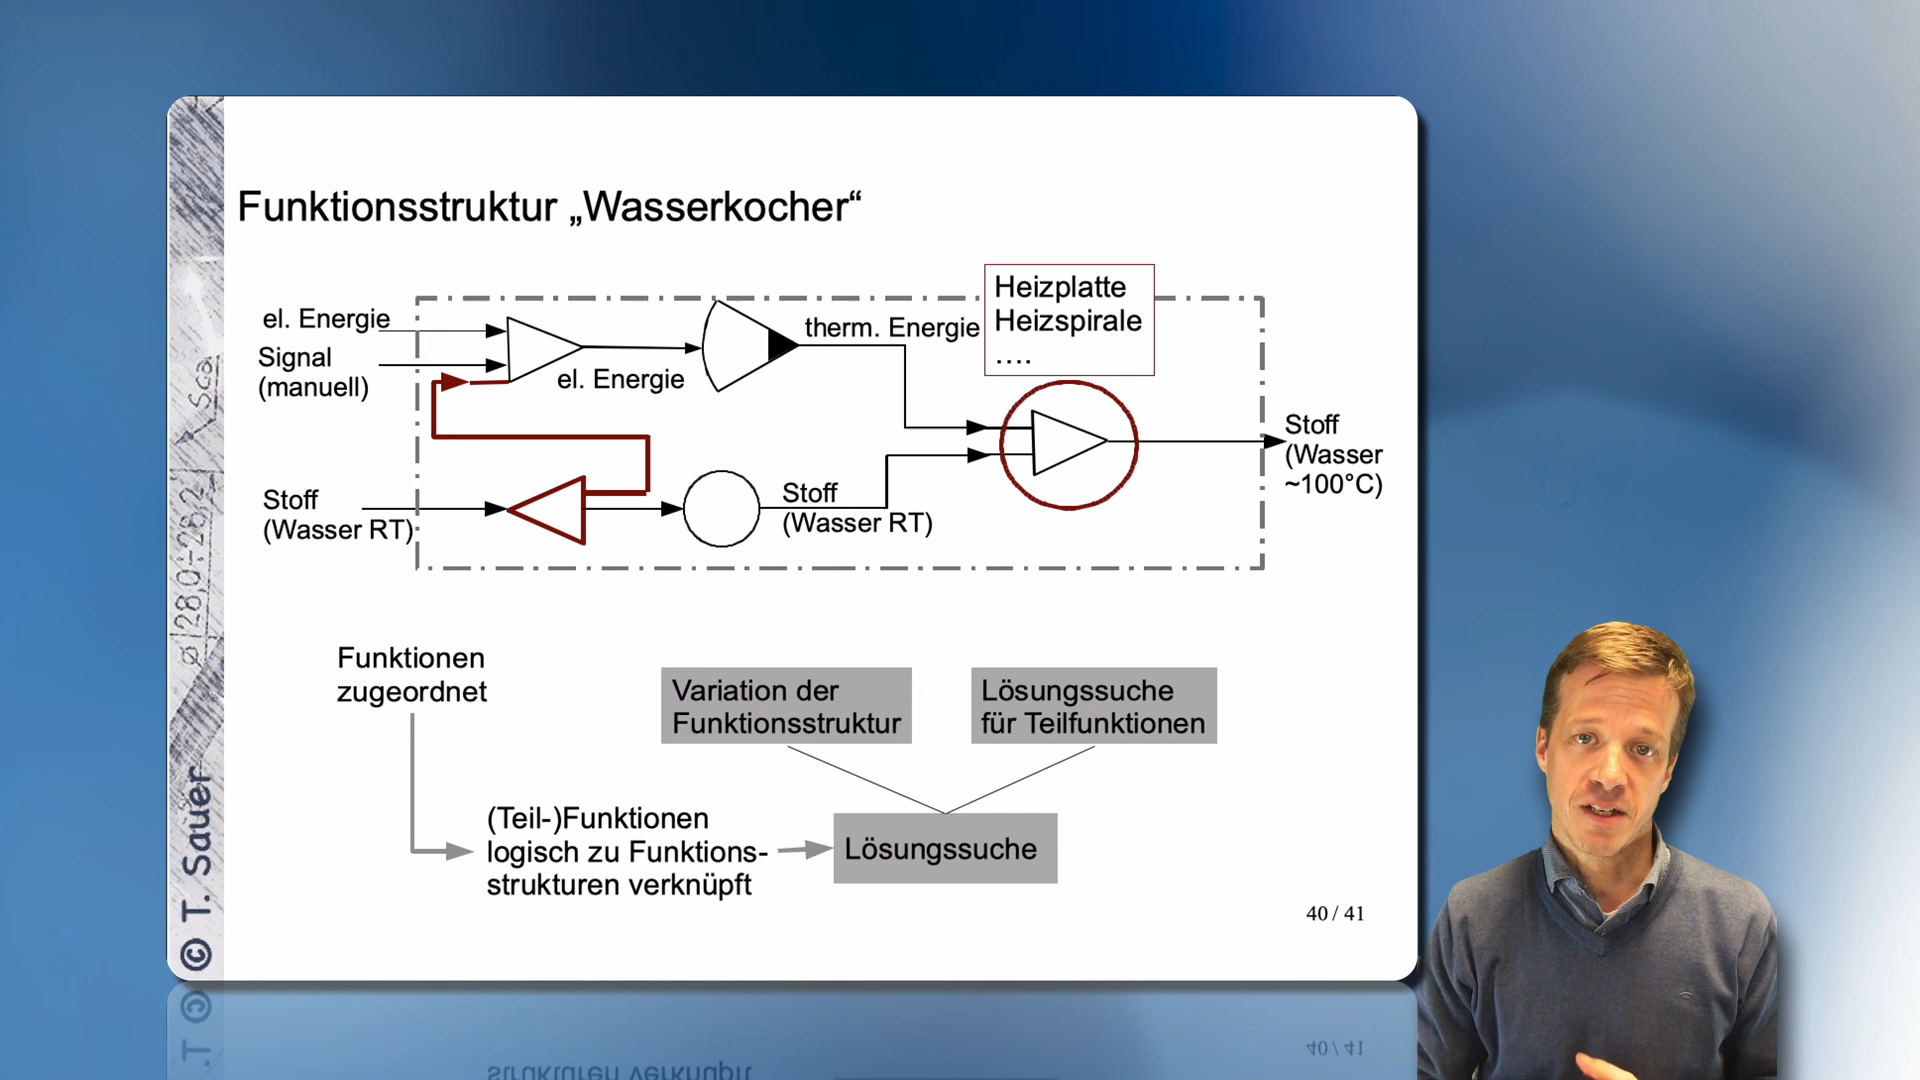 Funktionsstruktur „Wasserkocher“
Heizplatte
Heizspirale
....
el. Energie
Signal
(manuell)
el. Energie
therm. Energie
Stoff
(Wasser
~100°C)
Stoff
(Wasser RT)
Stoff
(Wasser RT)
Funktionen
zugeordnet
Variation der
Funktionsstruktur
Lösungssuche
für Teilfunktionen
(Teil-)Funktionen
logisch zu Funktions-
strukturen verknüpft
Lösungssuche
40 / 41
© T. Sauer